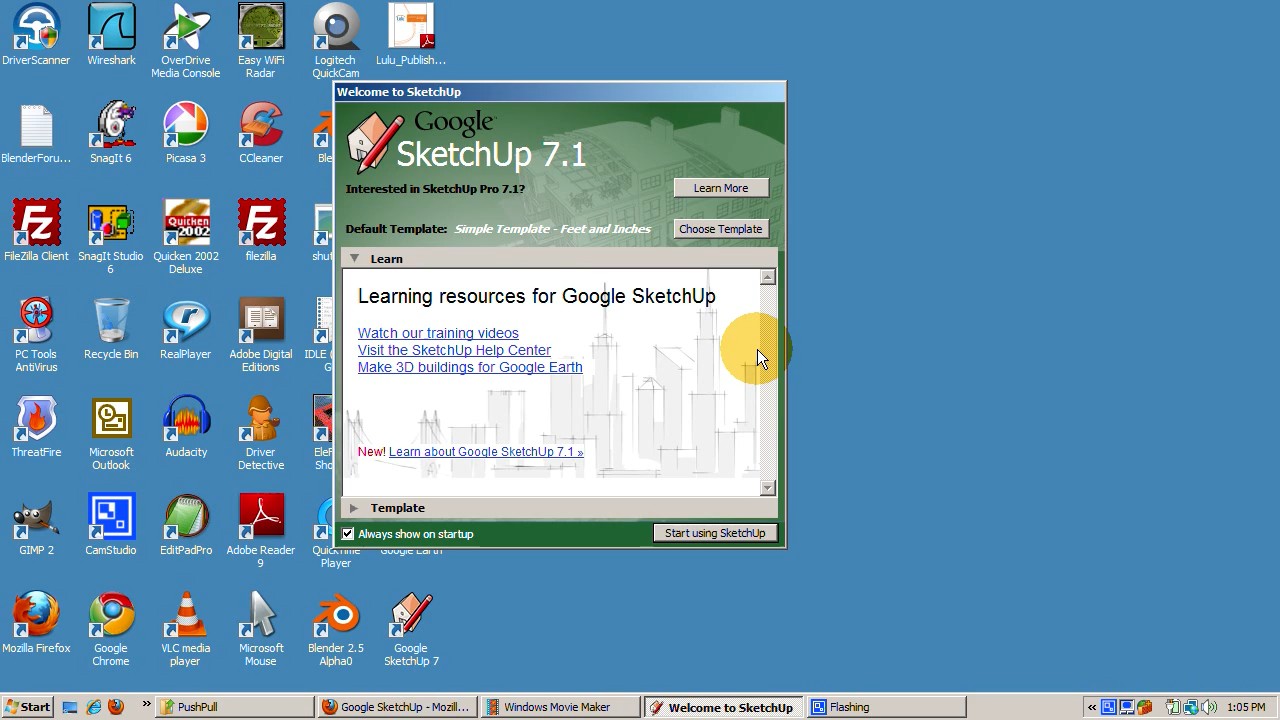 DriverScanner
Wireshark
OverDrive
Media Console
Easy WiFi
Radar
Logitech
QuickCam
Lulu_Publish...
BlenderForu...
SnagIt 6
Picasa 3
CCleaner
FileZilla Client
SnagIt Studio
6
Quicken
2002
Quicken 2002
Deluxe
filezilla
PC Tools
AntiVirus
Recycle Bin
RealPlayer
Adobe Digital
Editions
ThreatFire
Microsoft
Outlook
Audacity
Driver
Detective
GIMP 2
CamStudio
EditPadPro
Adobe Reader
9
QuickTime
Player
Google Earth
Mozilla Firefox
Google
Chrome
VLC media
player
Microsoft
Mouse
Blender 2.5
Alpha0
Google
SketchUp 7
Welcome to SketchUp
Google
SketchUp 7.1
Interested in SketchUp Pro 7.1?
Learn More
Default Template: Simple Template - Feet and Inches
Choose Template
Learn
Learning resources for Google SketchUp
Watch our training videos
Visit the SketchUp Help Center
Make 3D buildings for Google Earth
New! Learn about Google SketchUp 7.1 »
Template
Always show on startup
Start using SketchUp
Start
»
PushPull
Google SketchUp - Mozill...
Windows Movie Maker
Welcome to SketchUp
Flashing
«
1:05 PM